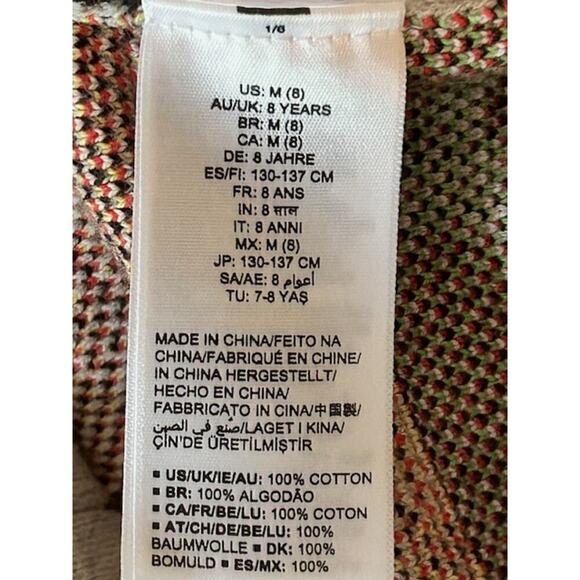 1/6
US: M (8)
AU/UK: 8 YEARS
BR: M (8)
CA: M (8)
DE: 8 JAHRE
ES/FI: 130-137 CM
FR: 8 ANS
IN: 8 साल
IT: 8 ANNI
MX: M (8)
JP: 130-137 CM
SA/AE: 8 أعوام
TU: 7-8 YAŞ
MADE IN CHINA/FEITO NA
CHINA/FABRIQUÉ EN CHINE/
IN CHINA HERGESTELLT/
HECHO EN CHINA/
FABBRICATO IN CINA/中国製/
صُنع في الصين/LAGET I KINA/
ÇİN'DE ÜRETİLMİŞTİR
▪ US/UK/IE/AU: 100% COTTON
▪ BR: 100% ALGODÃO
▪ CA/FR/BE/LU: 100% COTON
▪ AT/CH/DE/BE/LU: 100%
BAUMWOLLE ▪ DK: 100%
BOMULD ▪ ES/MX: 100%